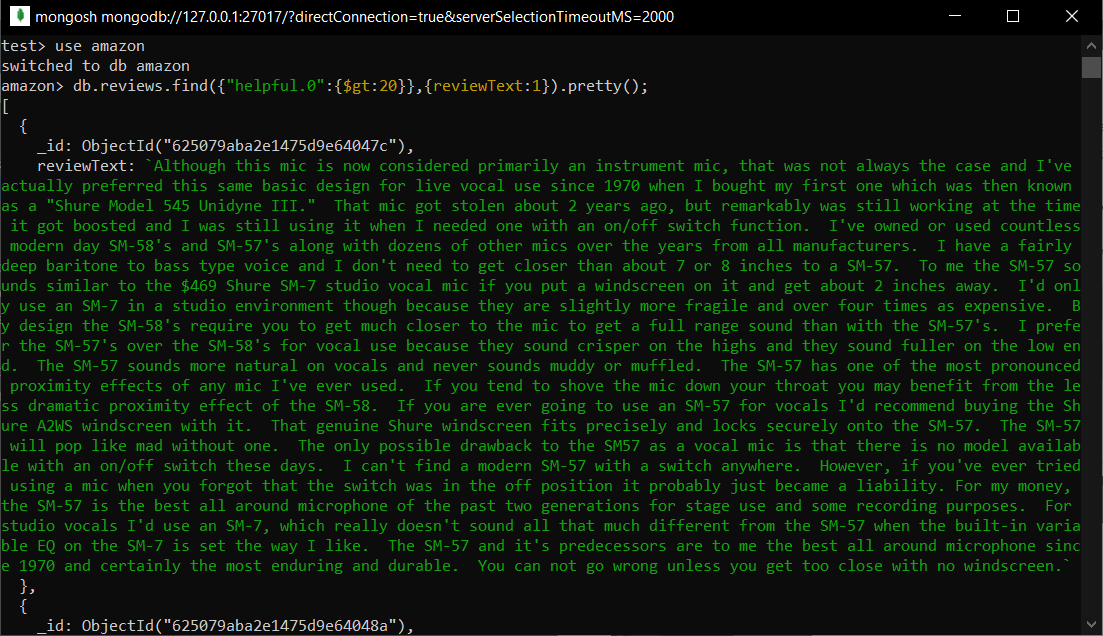 mongosh mongodb://127.0.0.1:27017/?directConnection=true&serverSelectionTimeoutMS=2000
test> use amazon
switched to db amazon
amazon> db.reviews.find({"helpful.0":{$gt:20}},{reviewText:1}).pretty();
[
  {
    _id: ObjectId("625079aba2e1475d9e64047c"),
    reviewText: `Although this mic is now considered primarily an instrument mic, that was not always the case and I've
actually preferred this same basic design for live vocal use since 1970 when I bought my first one which was then known
as a "Shure Model 545 Unidyne III."  That mic got stolen about 2 years ago, but remarkably was still working at the time
 it got boosted and I was still using it when I needed one with an on/off switch function.  I've owned or used countless
 modern day SM-58's and SM-57's along with dozens of other mics over the years from all manufacturers.  I have a fairly
deep baritone to bass type voice and I don't need to get closer than about 7 or 8 inches to a SM-57.  To me the SM-57 so
unds similar to the $469 Shure SM-7 studio vocal mic if you put a windscreen on it and get about 2 inches away.  I'd onl
y use an SM-7 in a studio environment though because they are slightly more fragile and over four times as expensive.  B
y design the SM-58's require you to get much closer to the mic to get a full range sound than with the SM-57's.  I prefe
r the SM-57's over the SM-58's for vocal use because they sound crisper on the highs and they sound fuller on the low en
d.  The SM-57 sounds more natural on vocals and never sounds muddy or muffled.  The SM-57 has one of the most pronounced
 proximity effects of any mic I've ever used.  If you tend to shove the mic down your throat you may benefit from the le
ss dramatic proximity effect of the SM-58.  If you are ever going to use an SM-57 for vocals I'd recommend buying the Sh
ure A2WS windscreen with it.  That genuine Shure windscreen fits precisely and locks securely onto the SM-57.  The SM-57
 will pop like mad without one.  The only possible drawback to the SM57 as a vocal mic is that there is no model availab
le with an on/off switch these days.  I can't find a modern SM-57 with a switch anywhere.  However, if you've ever tried
 using a mic when you forgot that the switch was in the off position it probably just became a liability. For my money,
the SM-57 is the best all around microphone of the past two generations for stage use and some recording purposes.  For
studio vocals I'd use an SM-7, which really doesn't sound all that much different from the SM-57 when the built-in varia
ble EQ on the SM-7 is set the way I like.  The SM-57 and it's predecessors are to me the best all around microphone sinc
e 1970 and certainly the most enduring and durable.  You can not go wrong unless you get too close with no windscreen.`
  },
  {
    _id: ObjectId("625079aba2e1475d9e64048a"),